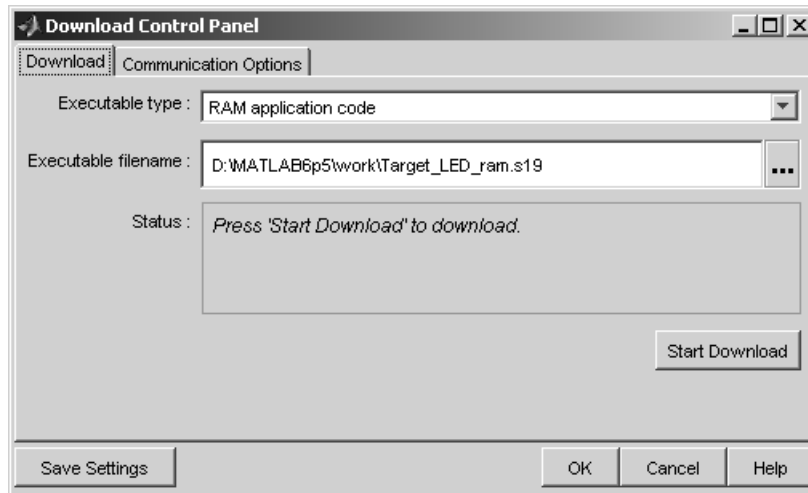 Download Control Panel
Download Communication Options
Executable type : RAM application code
Executable filename : D:\MATLAB6p5\work\Target_LED_ram.s19 ...
Status : Press 'Start Download' to download.
Start Download
Save Settings OK Cancel Help